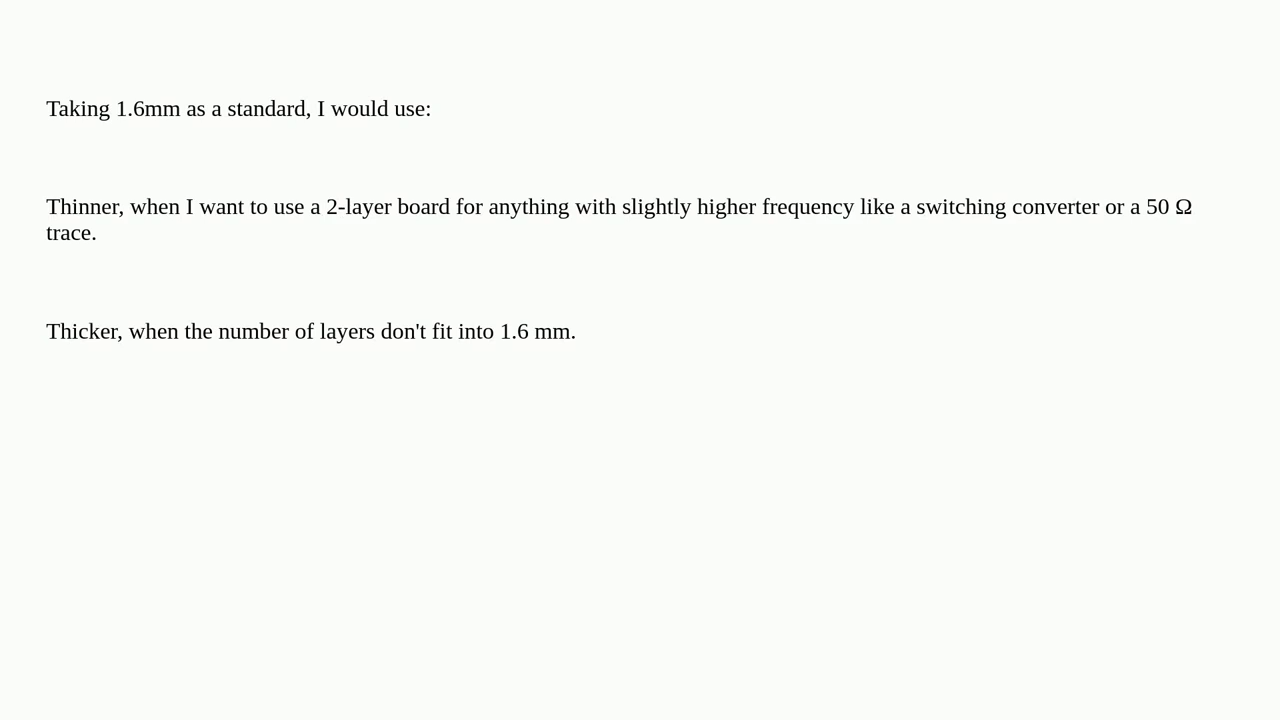 Taking 1.6mm as a standard, I would use:
Thinner, when I want to use a 2-layer board for anything with slightly higher frequency like a switching converter or a 50 Ω
trace.
Thicker, when the number of layers don't fit into 1.6 mm.